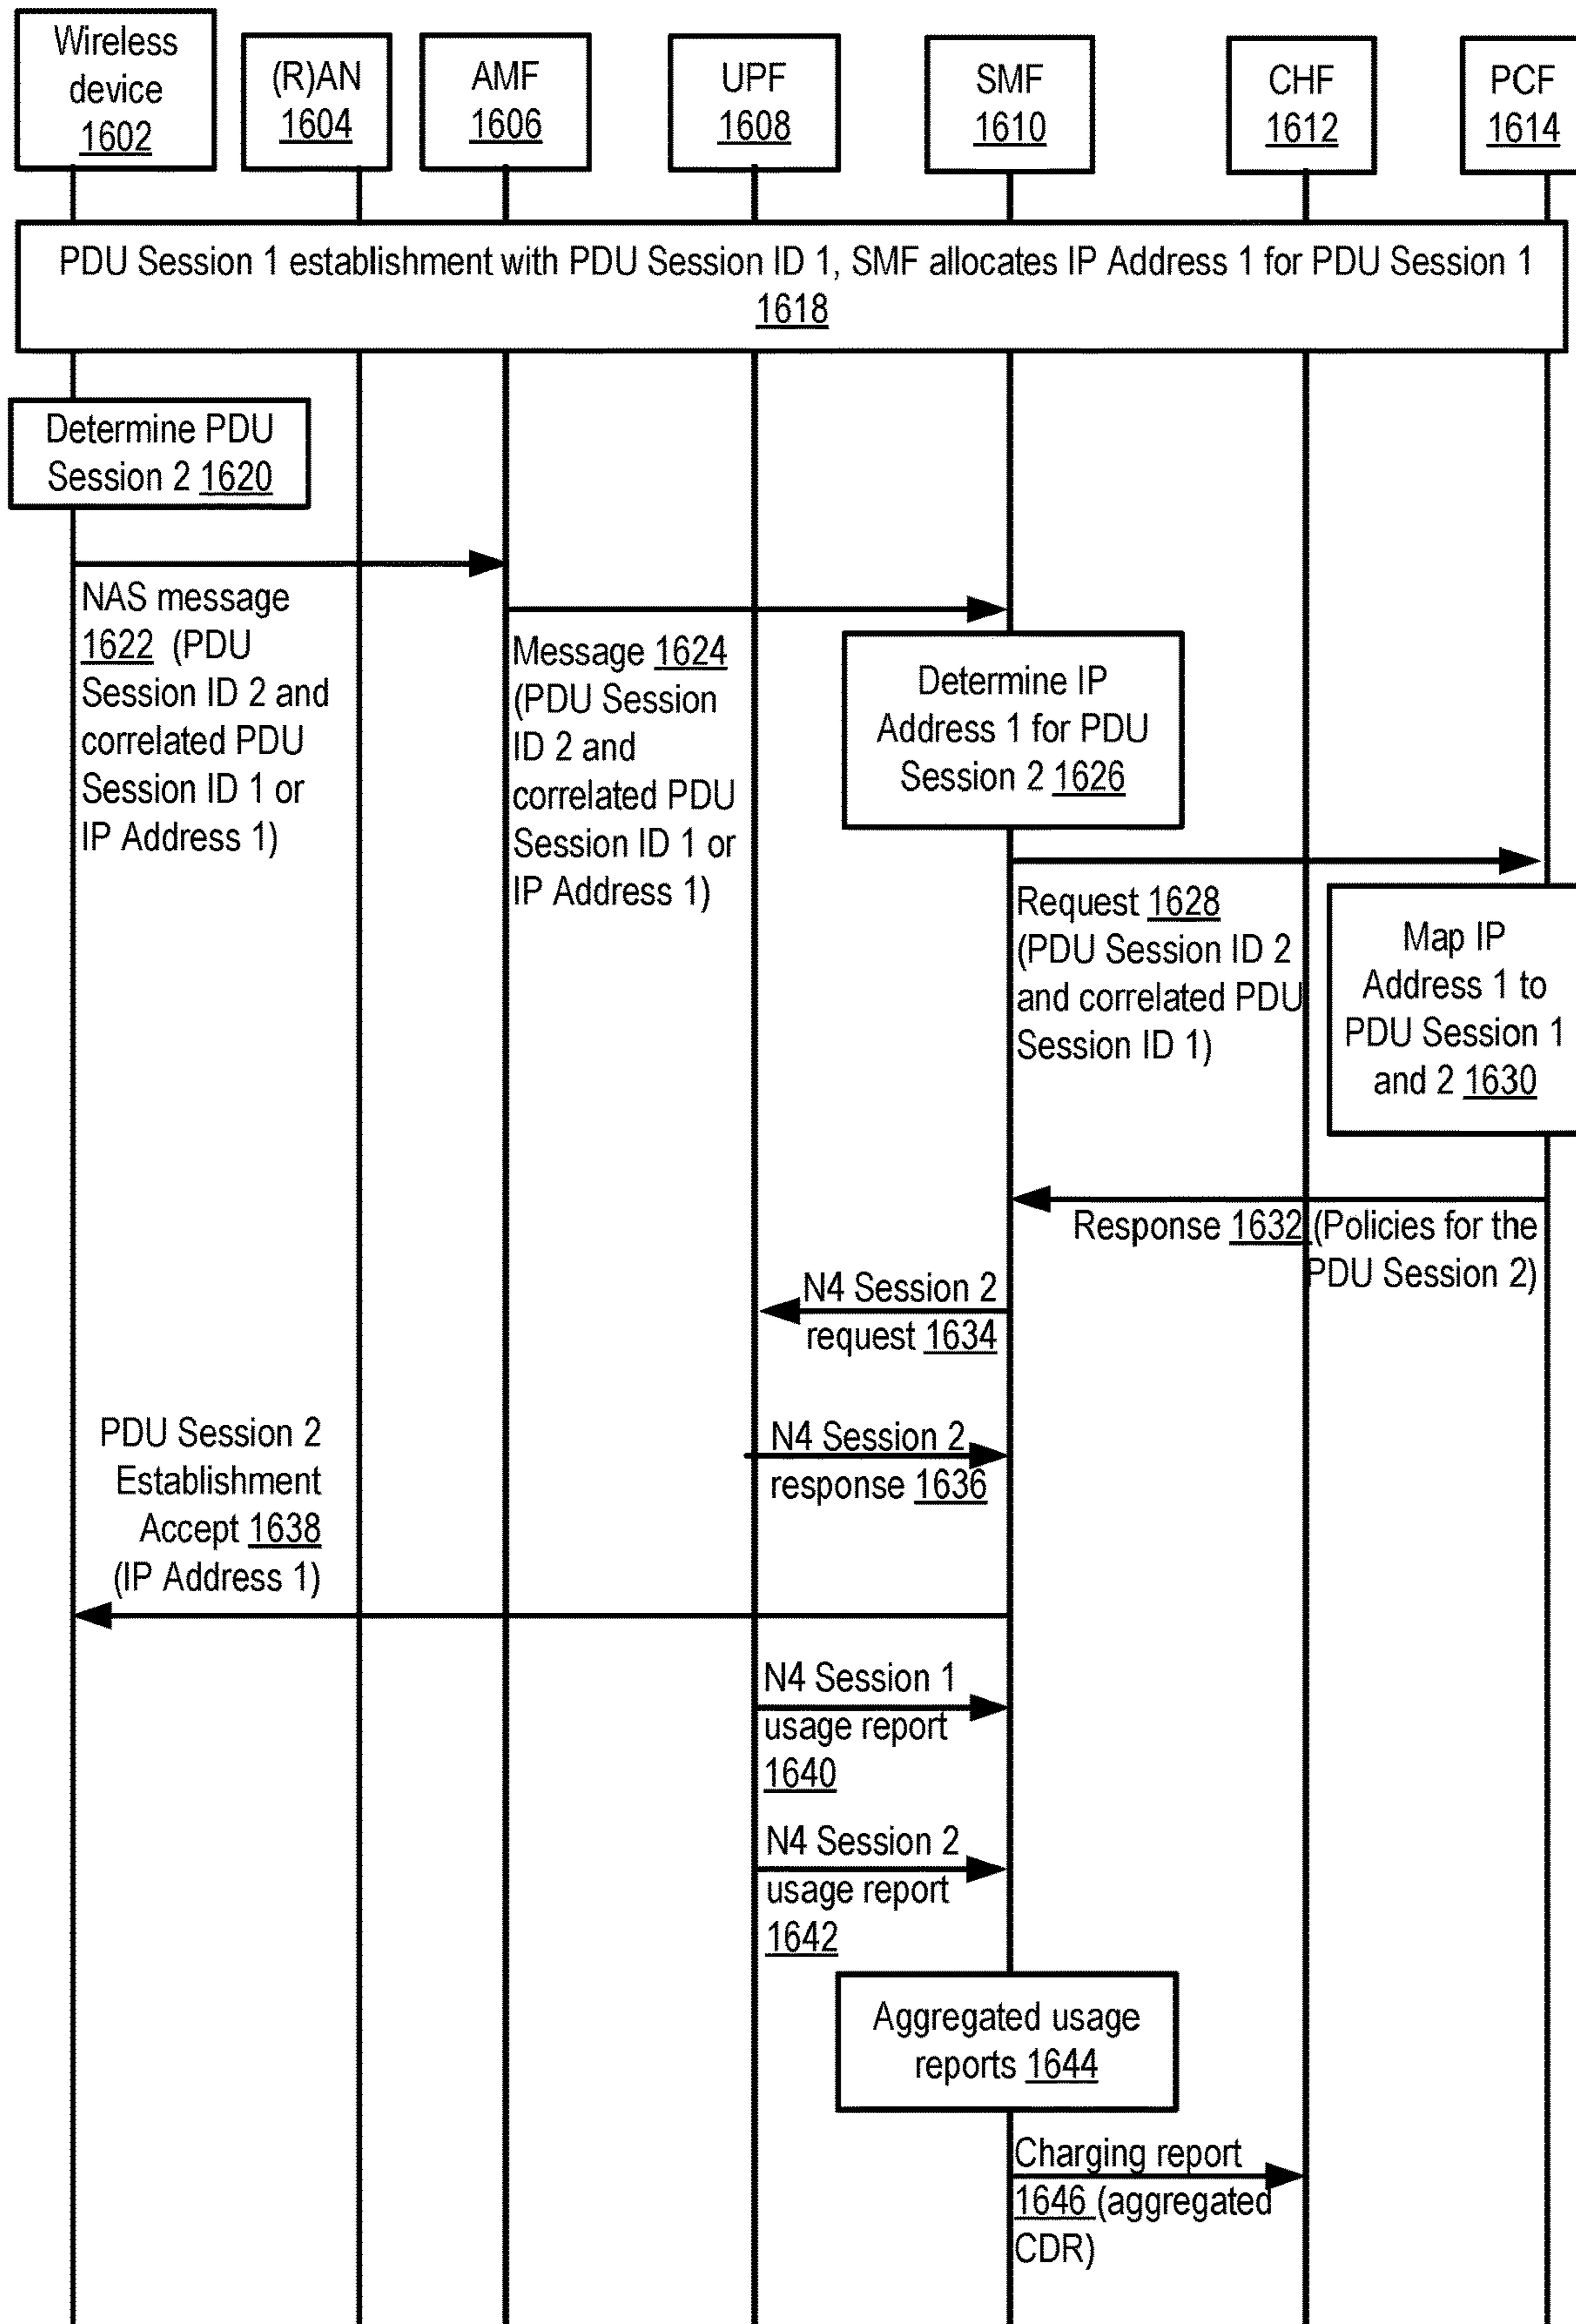 Wireless
device
1602
(R)AN
1604
AMF
1606
UPF
1608
SMF
1610
CHF
1612
PCF
1614
PDU Session 1 establishment with PDU Session ID 1, SMF allocates IP Address 1 for PDU Session 1
1618
Determine PDU
Session 2 1620
NAS message
1622 (PDU
Session ID 2 and
correlated PDU
Session ID 1 or
IP Address 1)
Message 1624
(PDU Session
ID 2 and
correlated PDU
Session ID 1 or
IP Address 1)
Determine IP
Address 1 for PDU
Session 2 1626
Request 1628
(PDU Session ID 2
and correlated PDU
Session ID 1)
Map IP
Address 1 to
PDU Session 1
and 2 1630
Response 1632 (Policies for the
PDU Session 2)
N4 Session 2
request 1634
N4 Session 2
response 1636
PDU Session 2
Establishment
Accept 1638
(IP Address 1)
N4 Session 1
usage report
1640
N4 Session 2
usage report
1642
Aggregated usage
reports 1644
Charging report
1646 (aggregated
CDR)